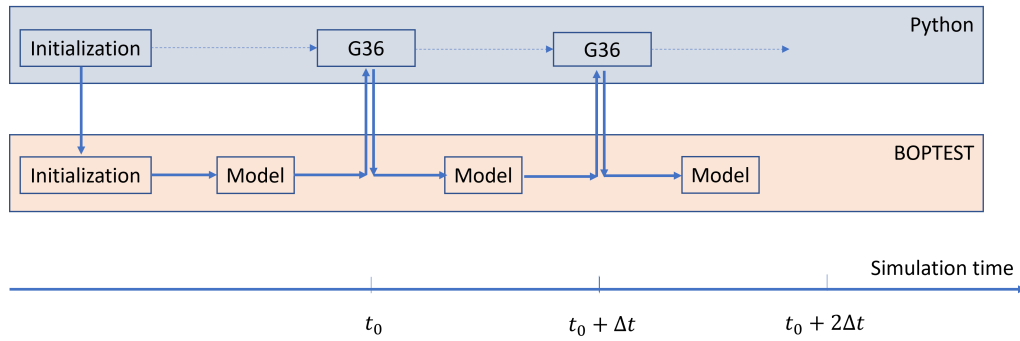 Python
Initialization
G36
G36
BOPTEST
Initialization
Model
Model
Model
Simulation time
t₀
t₀ + Δt
t₀ + 2Δt